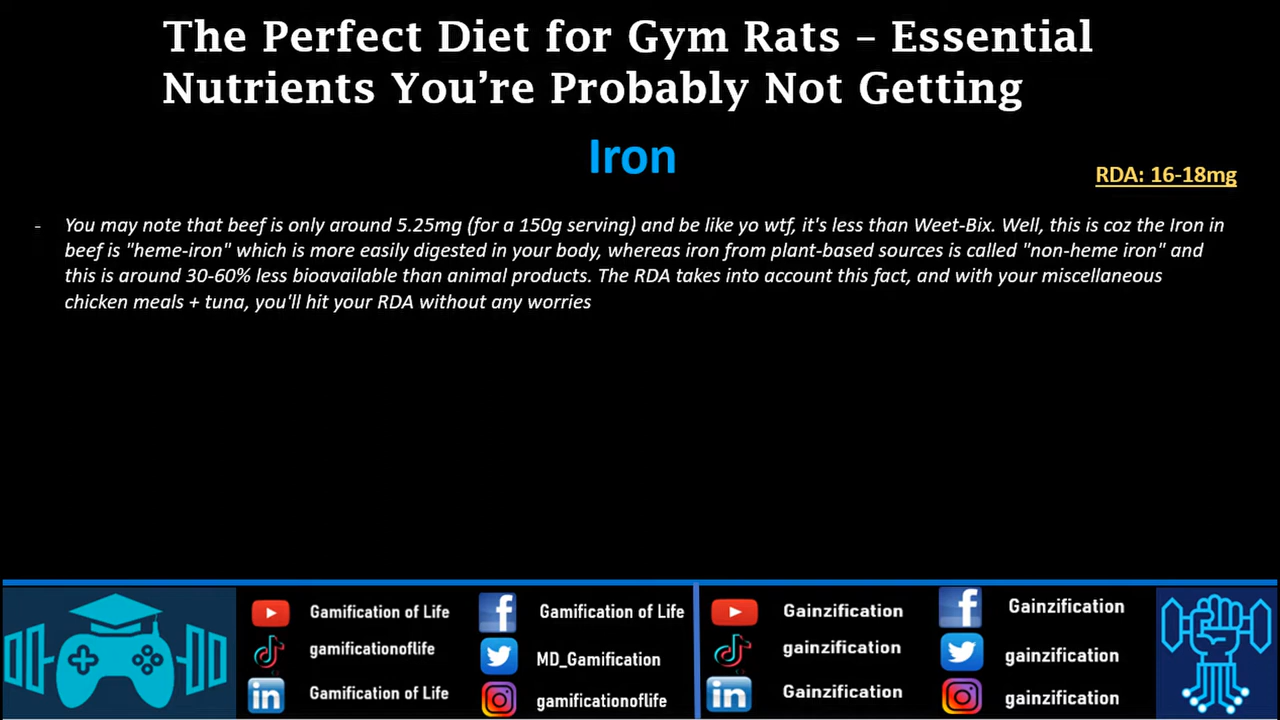 The Perfect Diet for Gym Rats – Essential
Nutrients You’re Probably Not Getting
Iron
RDA: 16-18mg
- You may note that beef is only around 5.25mg (for a 150g serving) and be like yo wtf, it's less than Weet-Bix. Well, this is coz the Iron in
beef is "heme-iron" which is more easily digested in your body, whereas iron from plant-based sources is called "non-heme iron" and
this is around 30-60% less bioavailable than animal products. The RDA takes into account this fact, and with your miscellaneous
chicken meals + tuna, you'll hit your RDA without any worries
Gamification of Life
gamificationoflife
Gamification of Life
Gamification of Life
MD_Gamification
gamificationoflife
Gainzification
gainzification
Gainzification
Gainzification
gainzification
gainzification